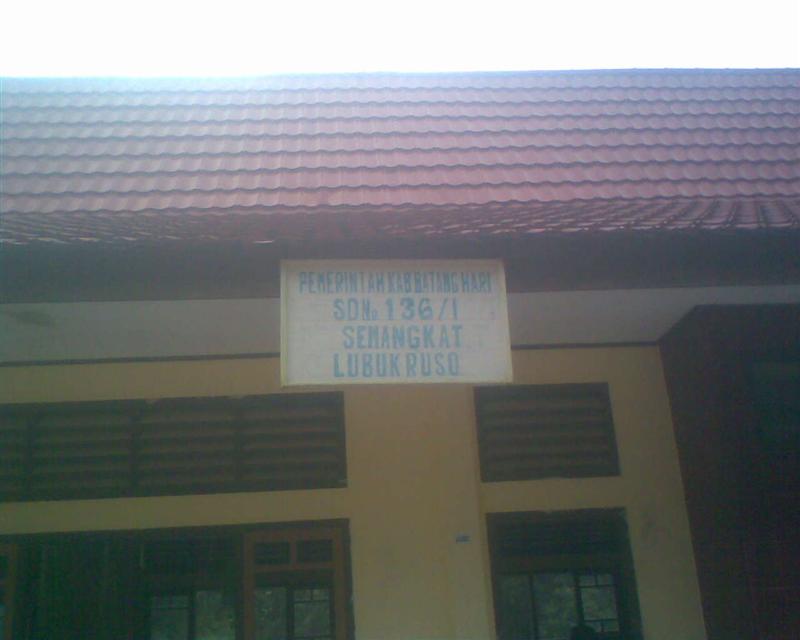 PEMERINTAH KAB BATANG HARI
SDNo 136/I
SEMANGKAT
LUBUK RUSO